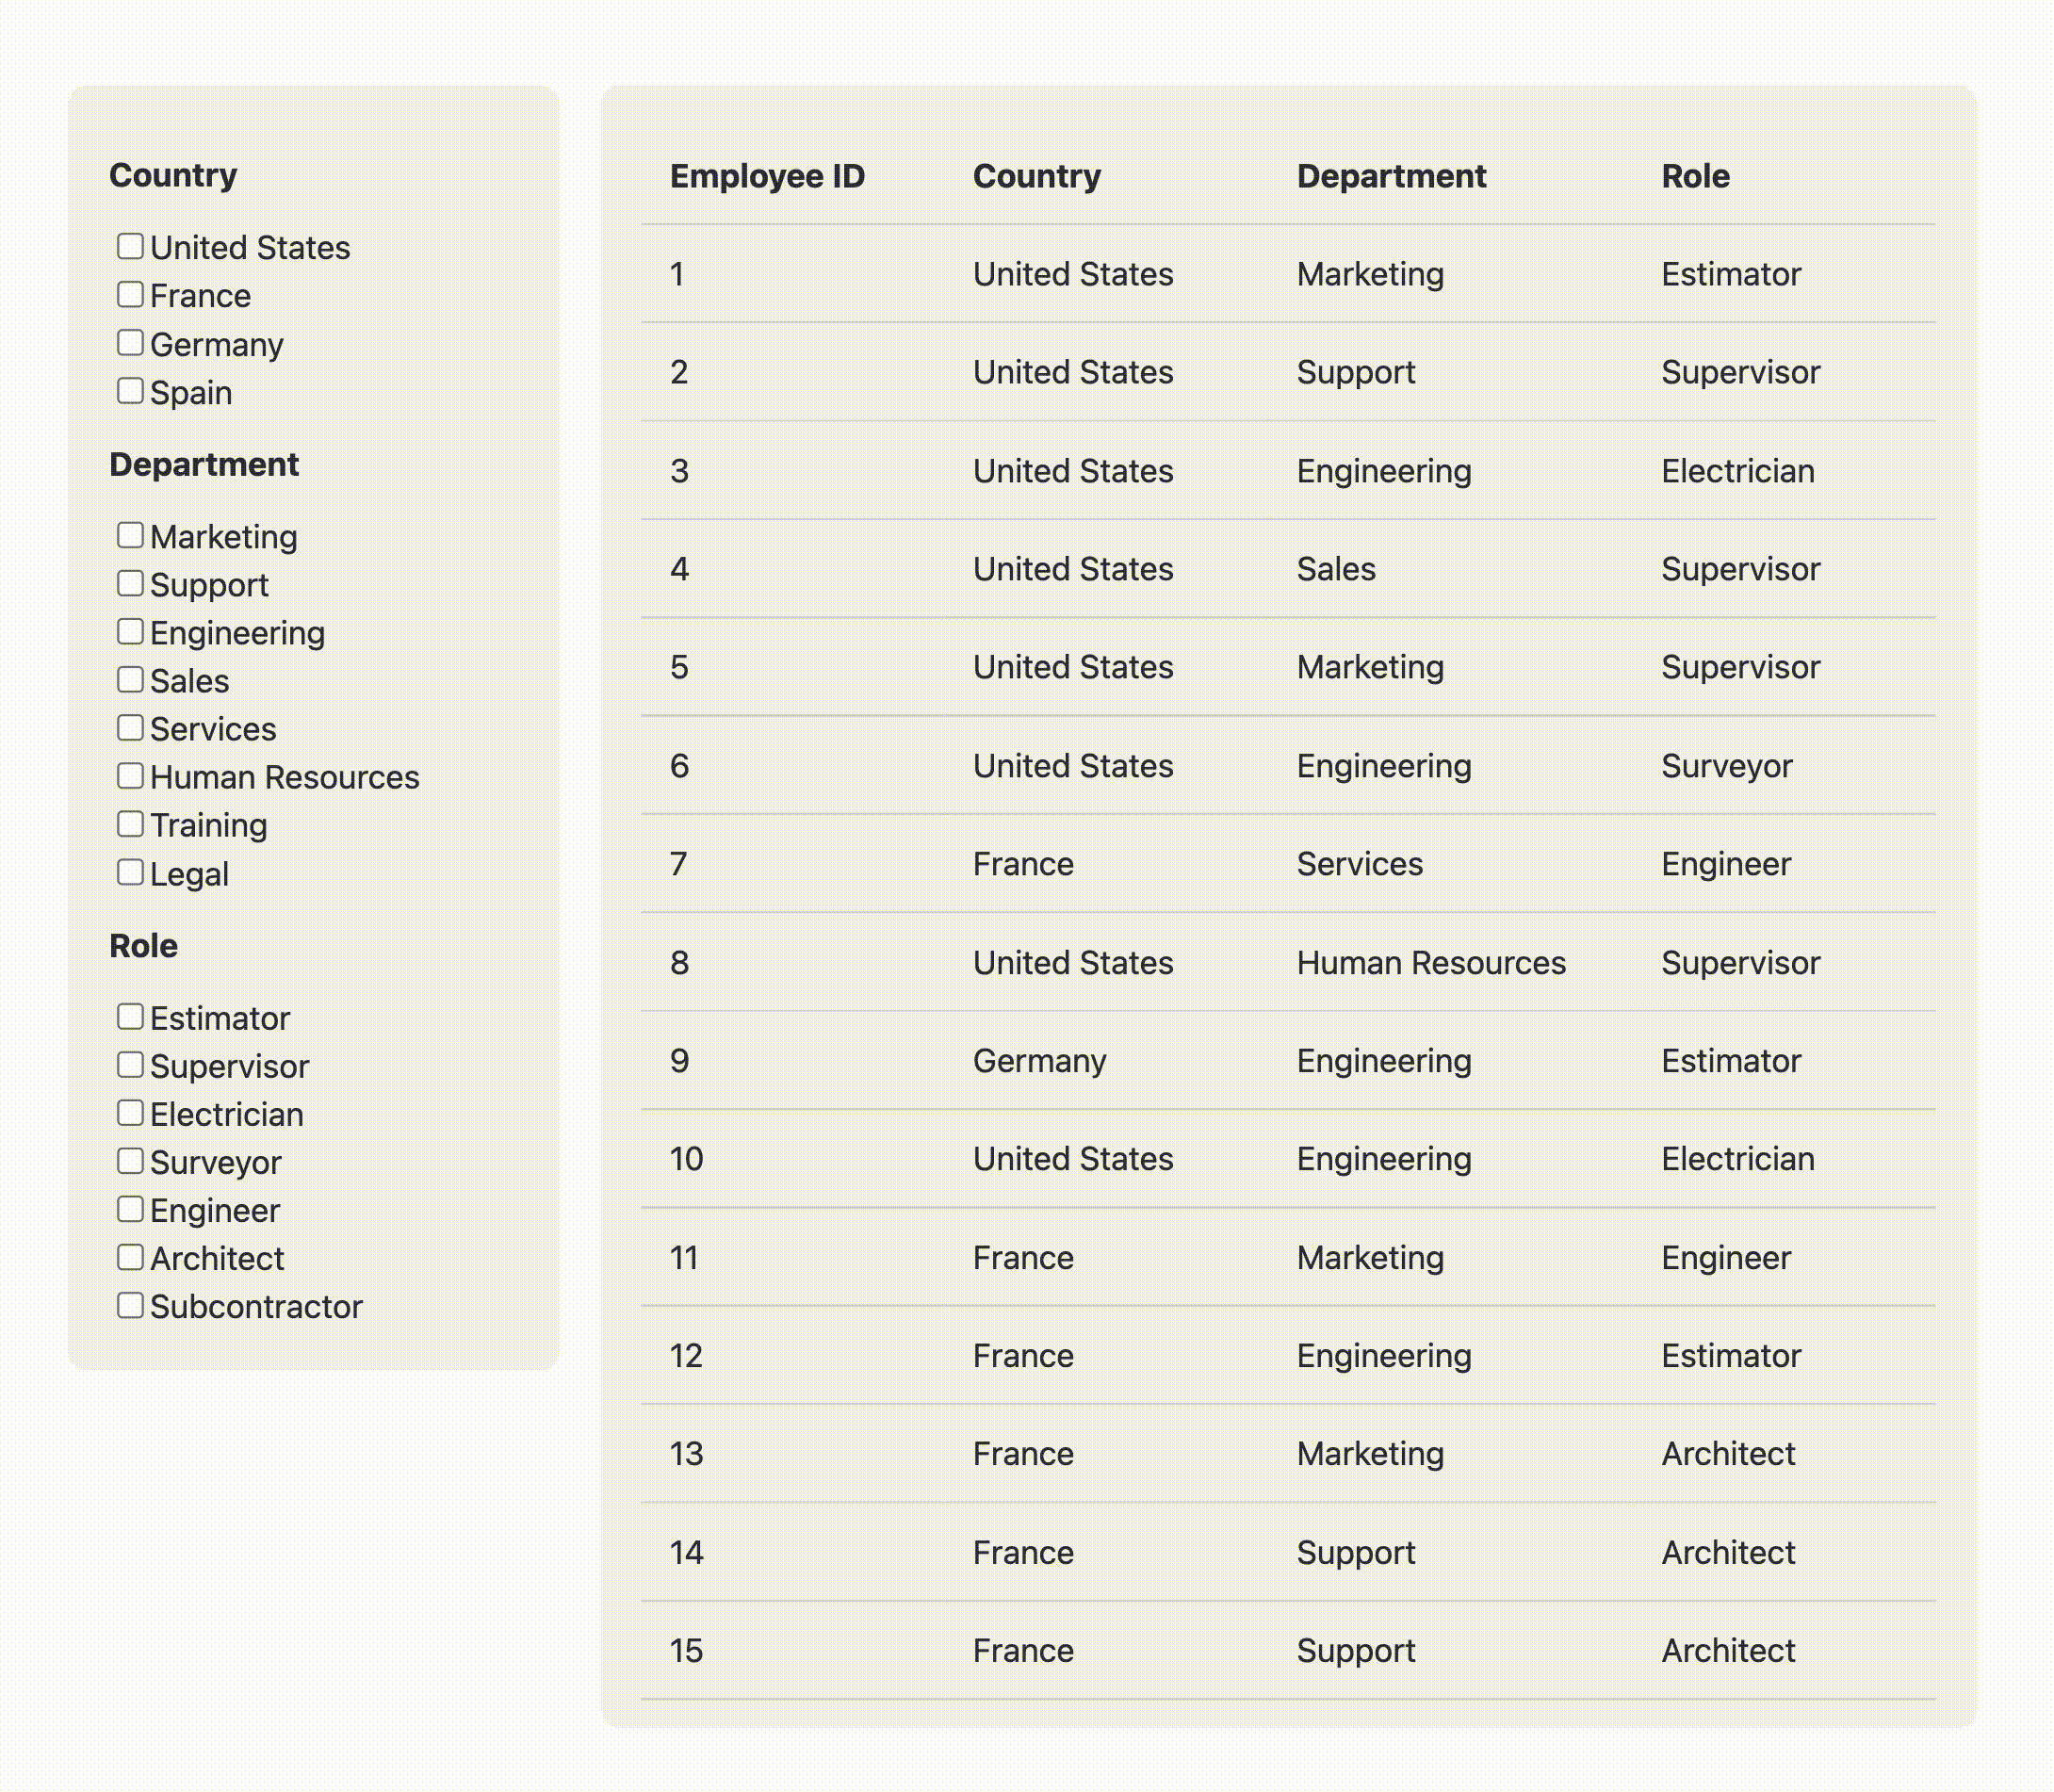 Country
United States
France
Germany
Spain
Department
Marketing
Support
Engineering
Sales
Services
Human Resources
Training
Legal
Role
Estimator
Supervisor
Electrician
Surveyor
Engineer
Architect
Subcontractor
Employee ID Country Department Role
1 United States Marketing Estimator
2 United States Support Supervisor
3 United States Engineering Electrician
4 United States Sales Supervisor
5 United States Marketing Supervisor
6 United States Engineering Surveyor
7 France Services Engineer
8 United States Human Resources Supervisor
9 Germany Engineering Estimator
10 United States Engineering Electrician
11 France Marketing Engineer
12 France Engineering Estimator
13 France Marketing Architect
14 France Support Architect
15 France Support Architect